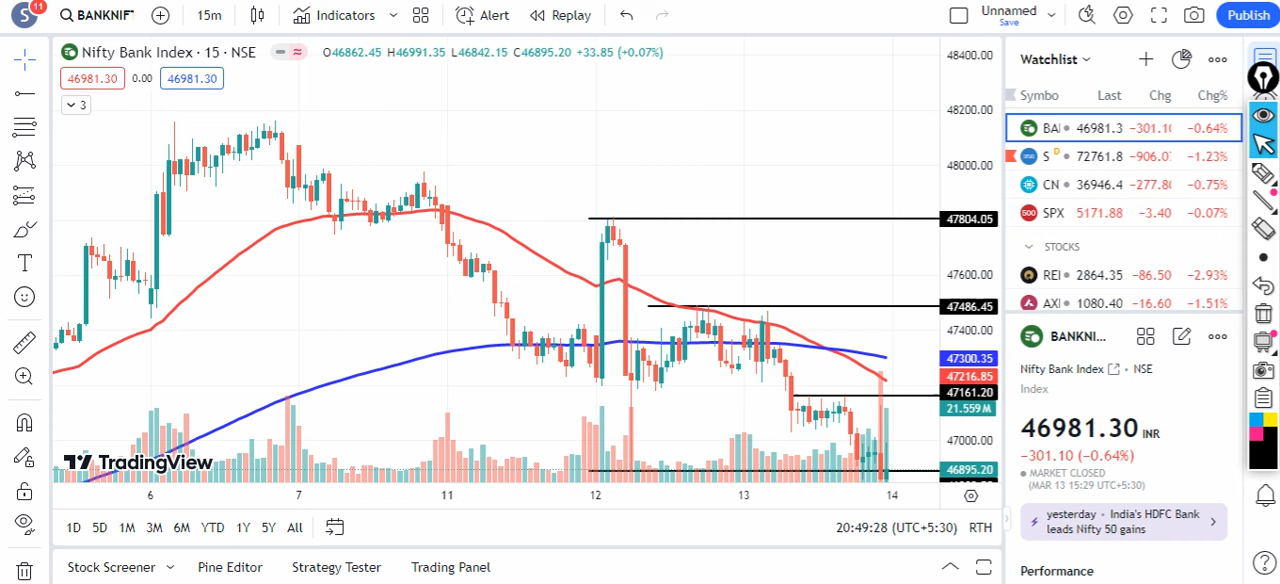 S 11 BANKNIFT 15m Indicators Alert Replay Unnamed Save Publish
Nifty Bank Index · 15 · NSE O46862.45 H46991.35 L46842.15 C46895.20 +33.85 (+0.07%)
46981.30 0.00 46981.30
3
48400.00
48200.00
48000.00
47804.05
47600.00
47486.45
47400.00
47300.35
47216.85
47161.20
21.559M
47000.00
46895.20
TradingView
6 7 11 12 13 14
1D 5D 1M 3M 6M YTD 1Y 5Y All 20:49:28 (UTC+5:30) RTH
Stock Screener Pine Editor Strategy Tester Trading Panel
Watchlist
Symbo Last Chg Chg%
BAI 46981.3 −301.10 −0.64%
S D 72761.8 −906.07 −1.23%
CN 36946.4 −277.80 −0.75%
500 SPX 5171.88 −3.40 −0.07%
STOCKS
REI 2864.35 −86.50 −2.93%
AXI 1080.40 −16.60 −1.51%
BANKNI...
Nifty Bank Index · NSE
Index
46981.30 INR
−301.10 (−0.64%)
MARKET CLOSED
(MAR 13 15:29 UTC+5:30)
yesterday · India's HDFC Bank
leads Nifty 50 gains
Performance